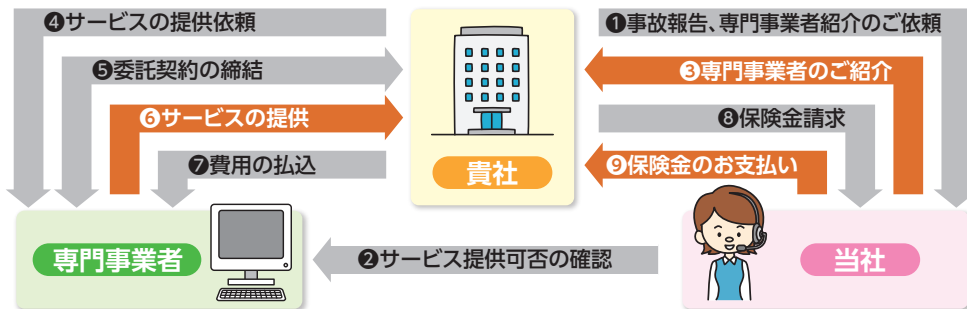 ❹サービスの提供依頼
❶事故報告、専門事業者紹介のご依頼
❺委託契約の締結
❸専門事業者のご紹介
❻サービスの提供
❽保険金請求
❼費用の払込
❾保険金のお支払い
貴社
専門事業者
❷サービス提供可否の確認
当社